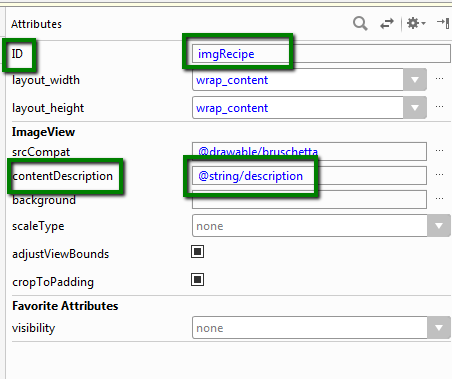 Attributes
ID imgRecipe
layout_width wrap_content ...
layout_height wrap_content ...
ImageView
srcCompat @drawable/bruschetta ...
contentDescription @string/description ...
background ...
scaleType none
adjustViewBounds
cropToPadding
Favorite Attributes
visibility none